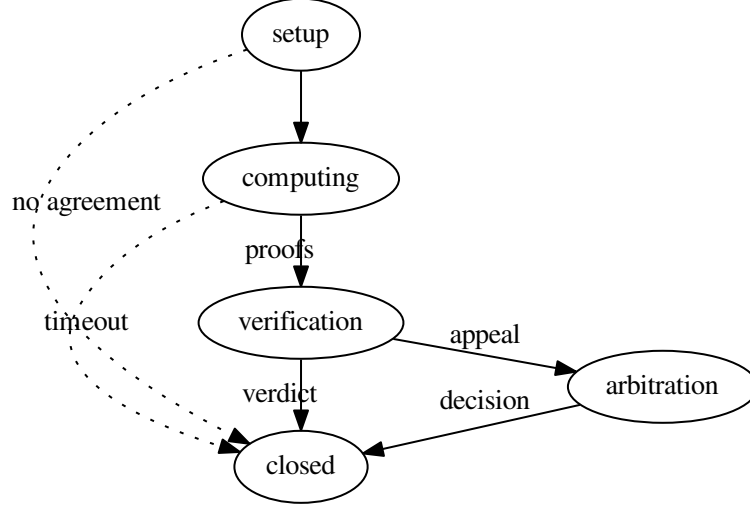 setup
computing
no agreement
proofs
timeout
verification
appeal
arbitration
verdict
decision
closed